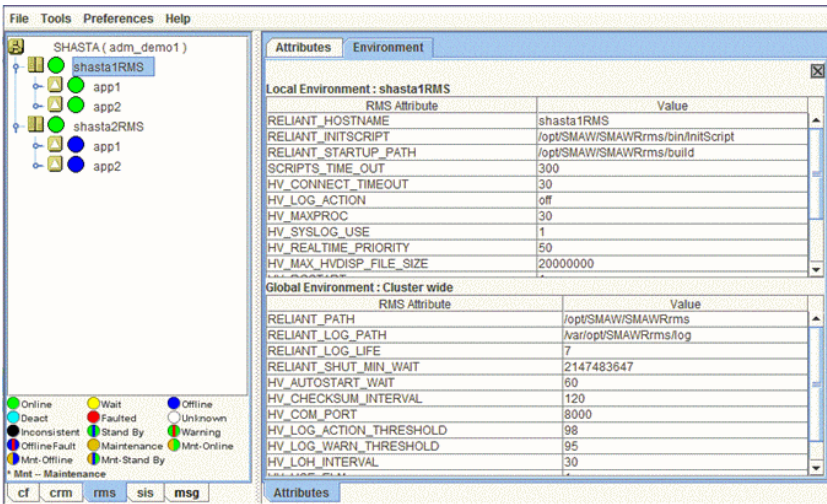 File Tools Preferences Help
SHASTA ( adm_demo1 )
shasta1RMS
app1
app2
shasta2RMS
app1
app2
Online Wait Offline
Deact Faulted Unknown
Inconsistent Stand By Warning
OfflineFault Maintenance Mnt-Online
Mnt-Offline Mnt-Stand By
* Mnt -- Maintenance
cf crm rms sis msg
Attributes Environment
Local Environment : shasta1RMS
RMS Attribute Value
RELIANT_HOSTNAME shasta1RMS
RELIANT_INITSCRIPT /opt/SMAW/SMAWRrms/bin/InitScript
RELIANT_STARTUP_PATH /opt/SMAW/SMAWRrms/build
SCRIPTS_TIME_OUT 300
HV_CONNECT_TIMEOUT 30
HV_LOG_ACTION off
HV_MAXPROC 30
HV_SYSLOG_USE 1
HV_REALTIME_PRIORITY 50
HV_MAX_HVDISP_FILE_SIZE 20000000
Global Environment : Cluster wide
RMS Attribute Value
RELIANT_PATH /opt/SMAW/SMAWRrms
RELIANT_LOG_PATH /var/opt/SMAWRrms/log
RELIANT_LOG_LIFE 7
RELIANT_SHUT_MIN_WAIT 2147483647
HV_AUTOSTART_WAIT 60
HV_CHECKSUM_INTERVAL 120
HV_COM_PORT 8000
HV_LOG_ACTION_THRESHOLD 98
HV_LOG_WARN_THRESHOLD 95
HV_LOH_INTERVAL 30
Attributes